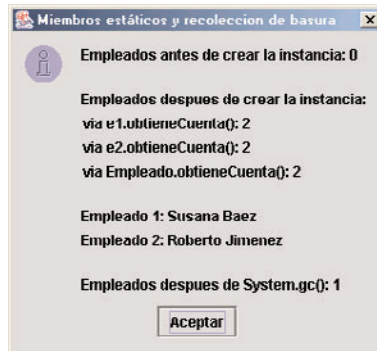 Miembros estáticos y recoleccion de basura
Empleados antes de crear la instancia: 0
Empleados despues de crear la instancia:
via e1.obtieneCuenta(): 2
via e2.obtieneCuenta(): 2
via Empleado.obtieneCuenta(): 2
Empleado 1: Susana Baez
Empleado 2: Roberto Jimenez
Empleados despues de System.gc(): 1
Aceptar